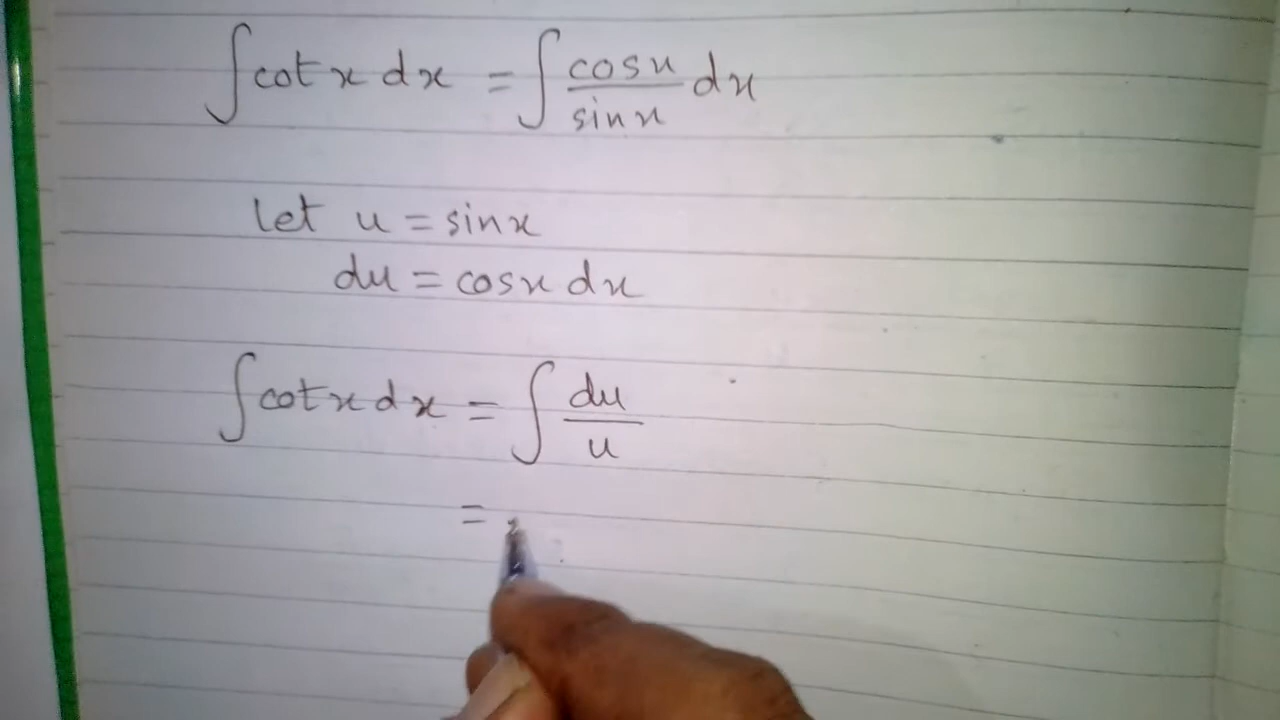 ∫cot x dx = ∫ cos x / sin x dx
let u = sin x
du = cos x dx
∫cot x dx = ∫ du / u
=